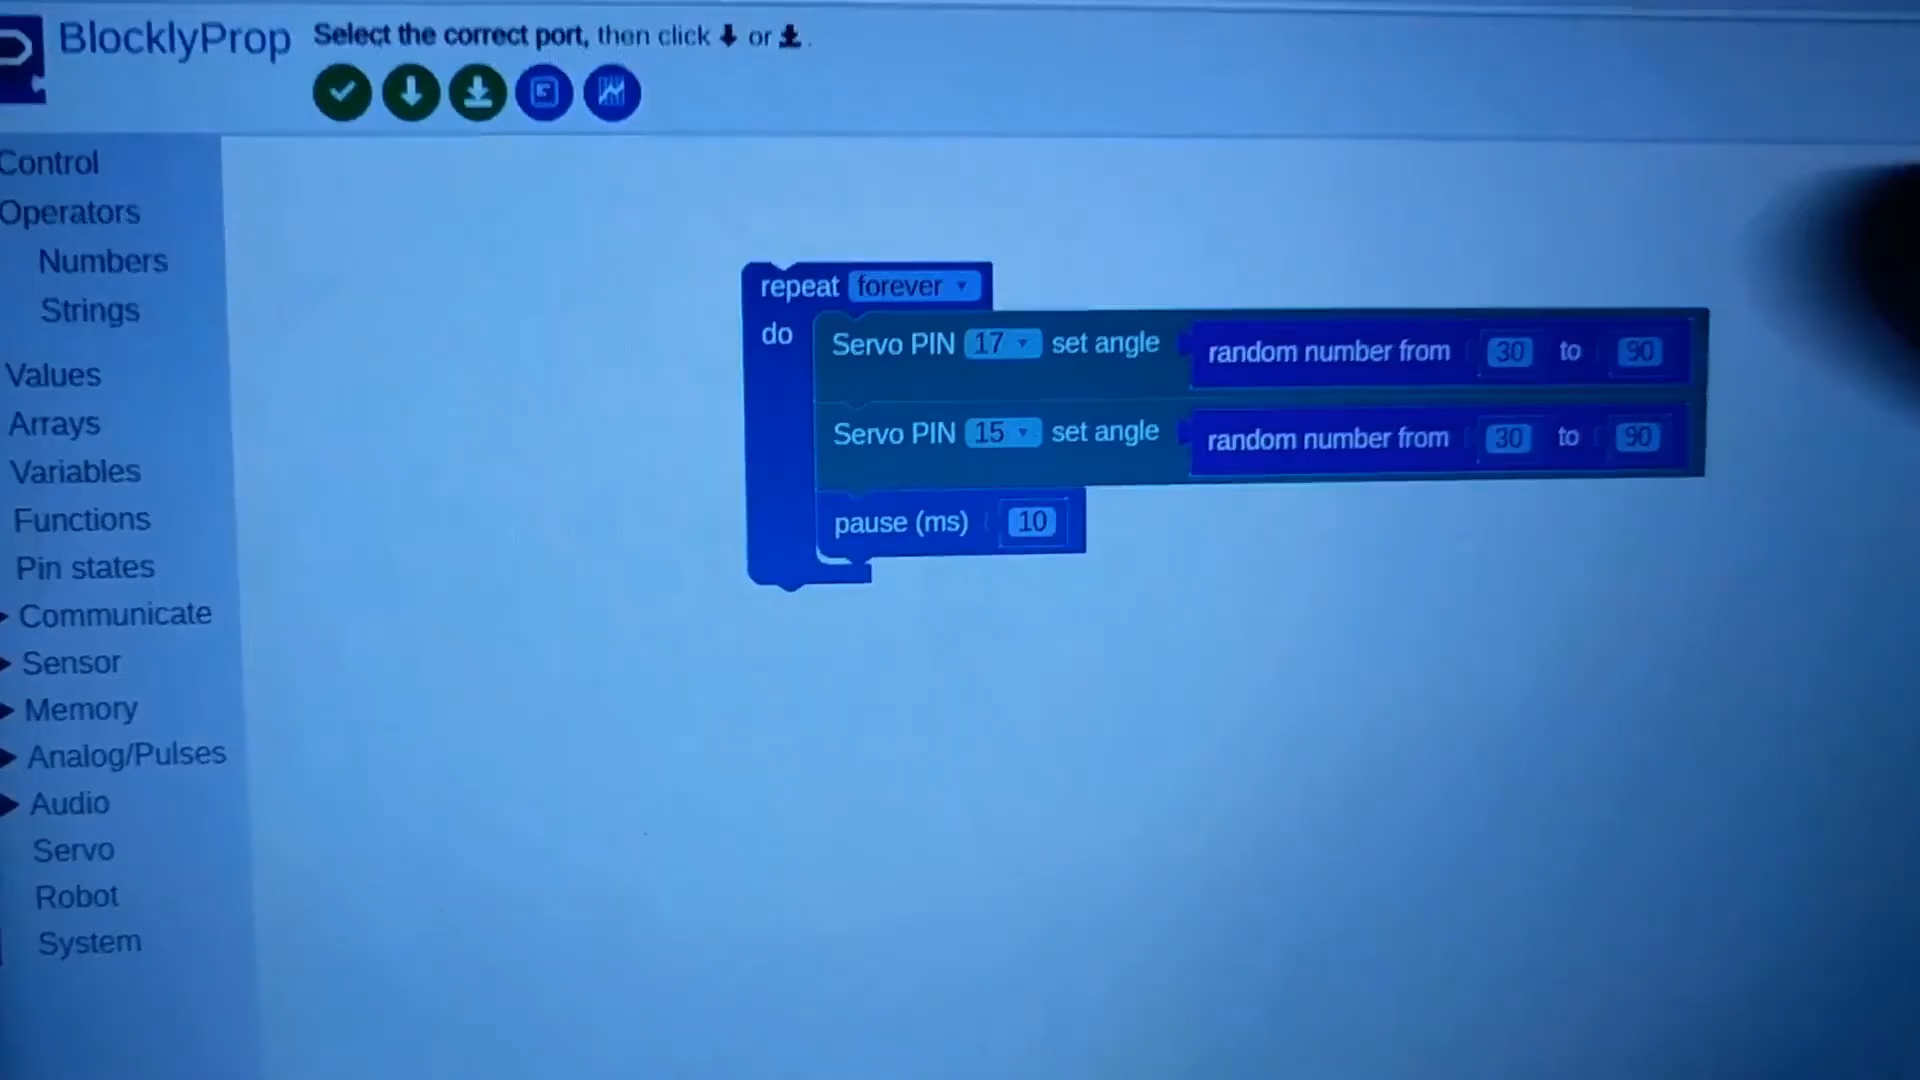 BlocklyProp
Select the correct port, then click or .
Control
Operators
Numbers
Strings
Values
Arrays
Variables
Functions
Pin states
Communicate
Sensor
Memory
Analog/Pulses
Audio
Servo
Robot
System
repeat forever
do
Servo PIN 17 set angle random number from 30 to 90
Servo PIN 15 set angle random number from 30 to 90
pause (ms) 10